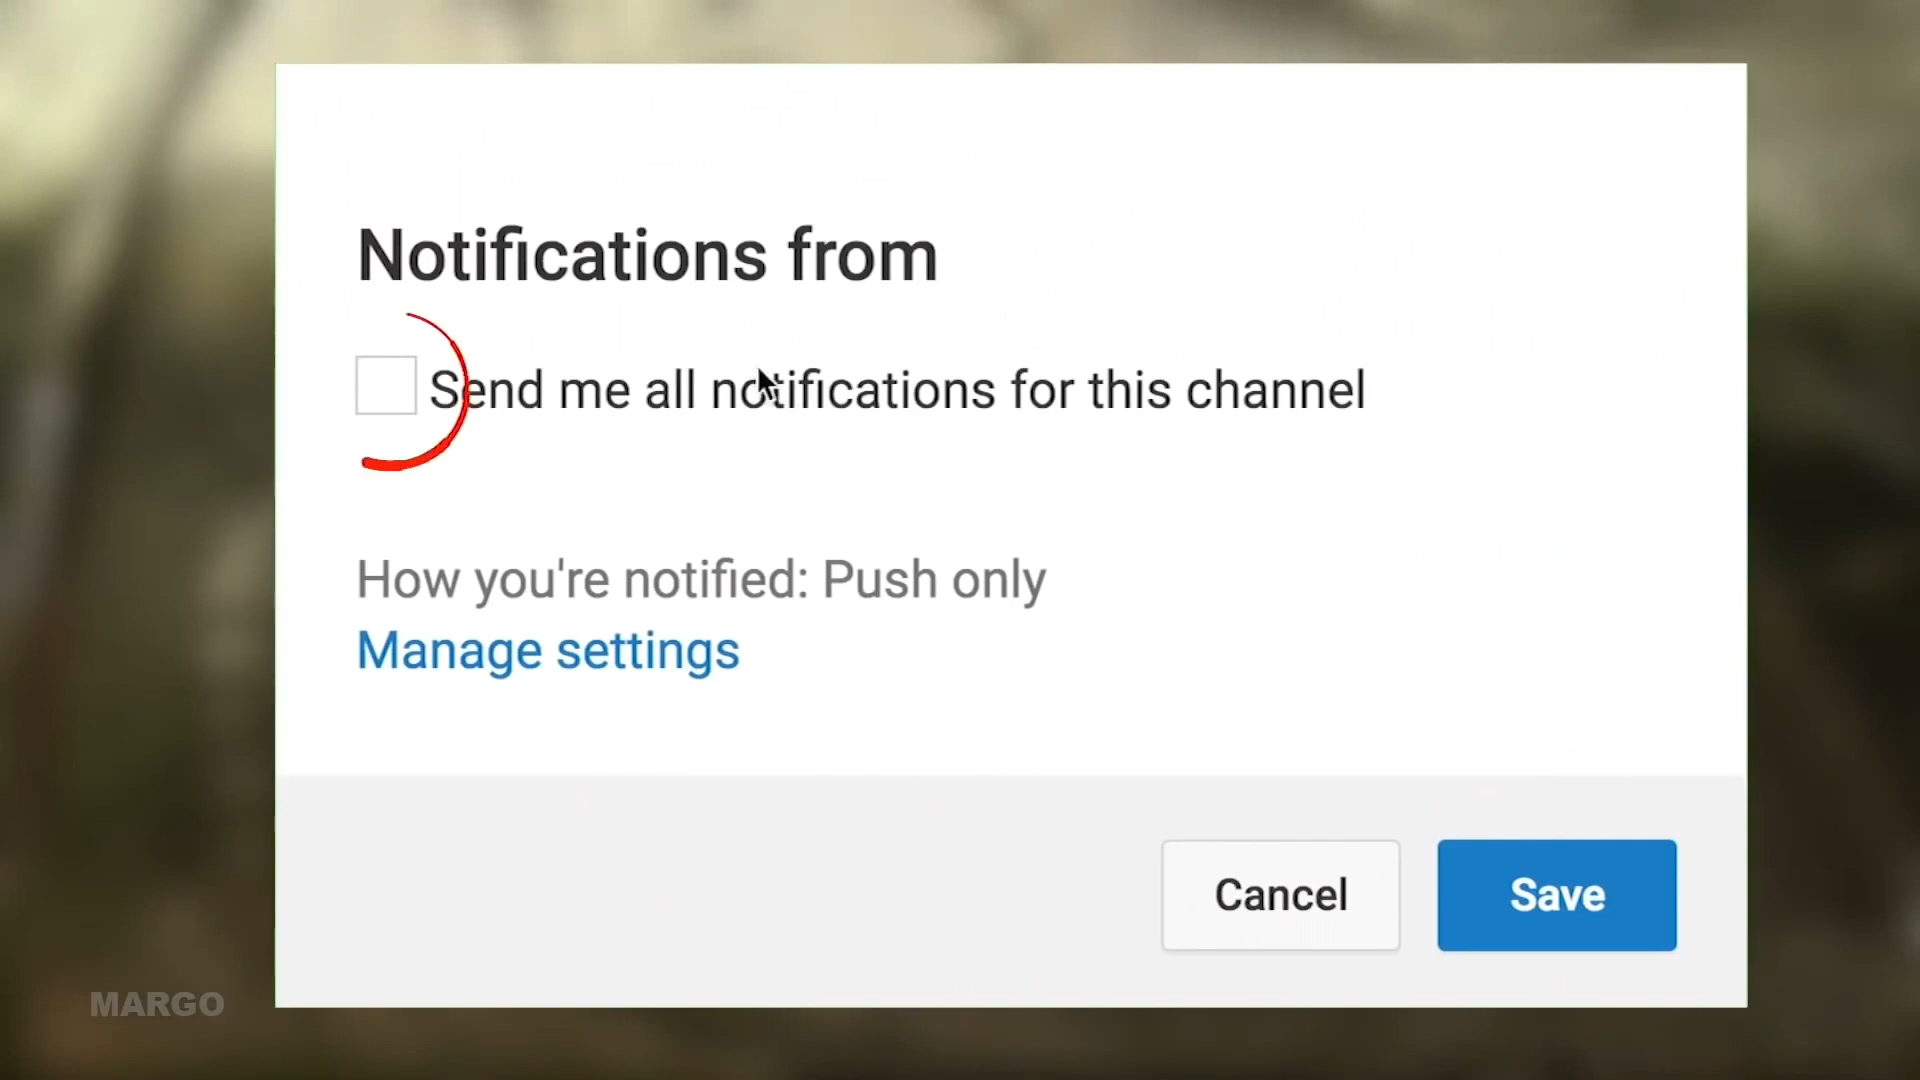 Notifications from
Send me all notifications for this channel
How you're notified: Push only
Manage settings
Cancel
Save
MARGO